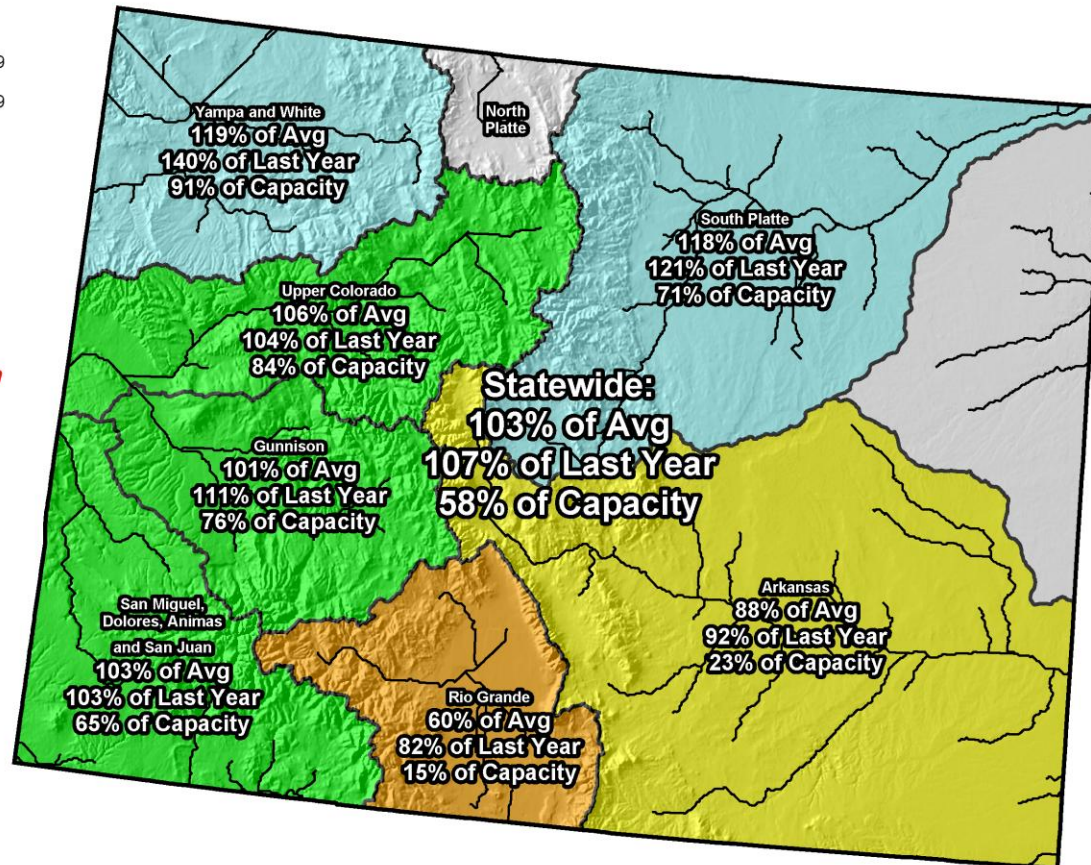 9
9
Yampa and White
119% of Avg
140% of Last Year
91% of Capacity
North
Platte
South Platte
118% of Avg
121% of Last Year
71% of Capacity
Upper Colorado
106% of Avg
104% of Last Year
84% of Capacity
Statewide:
103% of Avg
107% of Last Year
58% of Capacity
Gunnison
101% of Avg
111% of Last Year
76% of Capacity
San Miguel,
Dolores, Animas
and San Juan
103% of Avg
103% of Last Year
65% of Capacity
Arkansas
88% of Avg
92% of Last Year
23% of Capacity
Rio Grande
60% of Avg
82% of Last Year
15% of Capacity